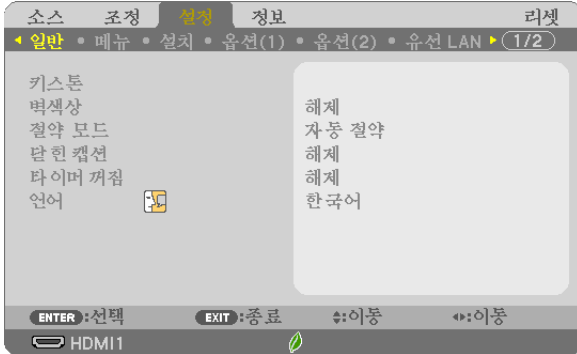 소스 조정 설정 정보 리셋
일반 • 메뉴 • 설치 • 옵션(1) • 옵션(2) • 유선 LAN 1/2
키스톤
벽색상 해제
절약 모드 자동 절약
닫힌 캡션 해제
타이머 꺼짐 해제
언어 한국어
ENTER :선택 EXIT :종료 :이동 :이동
HDMI1